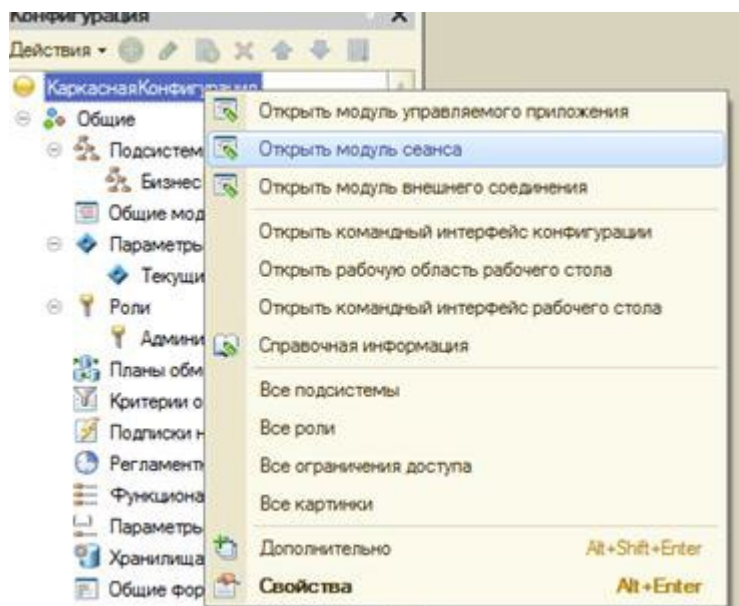 Конфигурация
Действия
КаркаснаяКонфигурация
Общие
Подсистем
Бизнес
Общие мод
Параметры
Текущи
Роли
Админи
Планы обм
Критерии о
Подписки н
Регламентн
Функциона
Параметры
Хранилища
Общие фор
Открыть модуль управляемого приложения
Открыть модуль сеанса
Открыть модуль внешнего соединения
Открыть командный интерфейс конфигурации
Открыть рабочую область рабочего стола
Открыть командный интерфейс рабочего стола
Справочная информация
Все подсистемы
Все роли
Все ограничения доступа
Все картинки
Дополнительно Alt+Shift+Enter
Свойства Alt+Enter